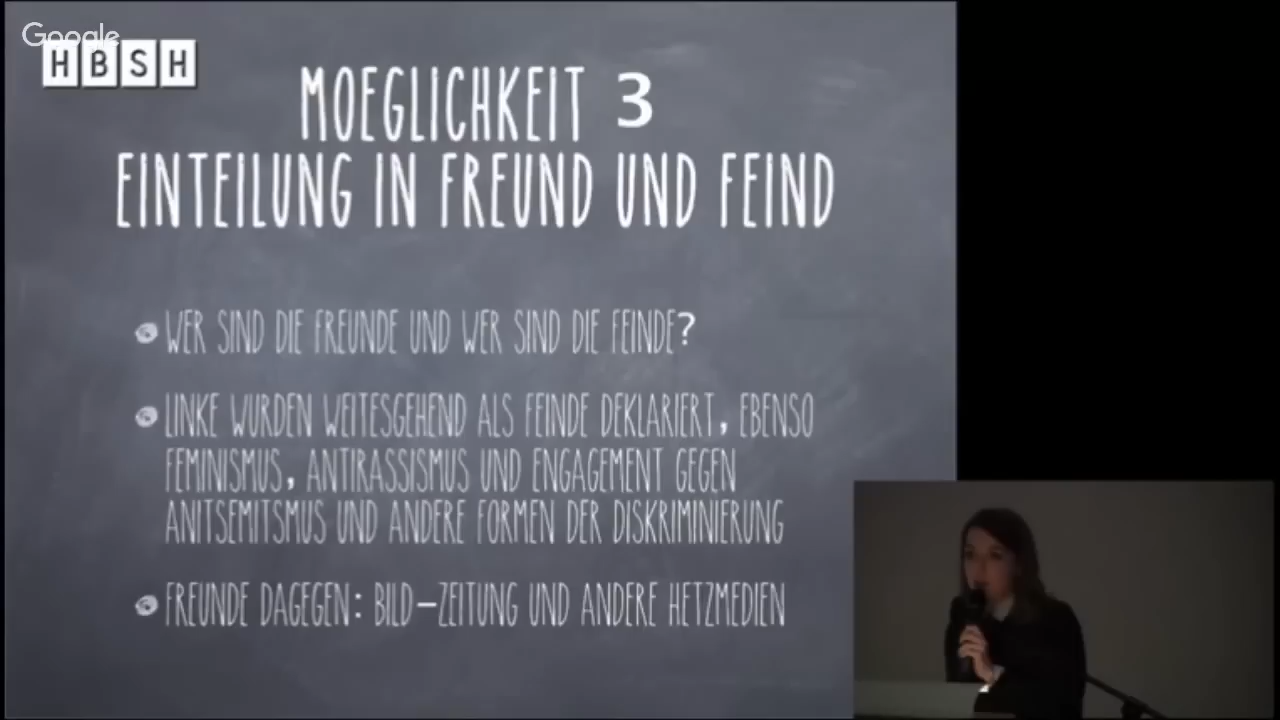 Google
HBSH
MOEGLICHKEIT 3
EINTEILUNG IN FREUND UND FEIND
WER SIND DIE FREUNDE UND WER SIND DIE FEINDE?
LINKE WURDEN WEITESGEHEND ALS FEINDE DEKLARIERT, EBENSO
FEMINISMUS, ANTIRASSISMUS UND ENGAGEMENT GEGEN
ANITSEMITSMUS UND ANDERE FORMEN DER DISKRIMINIERUNG
FREUNDE DAGEGEN: BILD-ZEITUNG UND ANDERE HETZMEDIEN